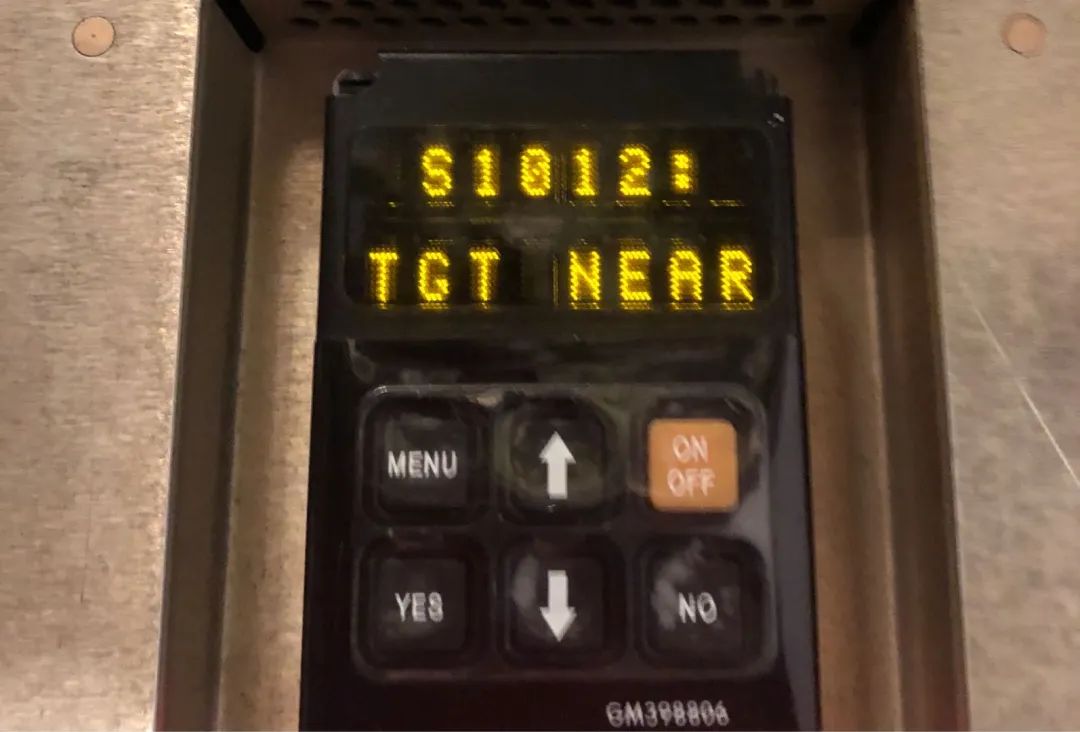 S1012:
TGT NEAR
MENU
ON
OFF
YES
NO
GM398806